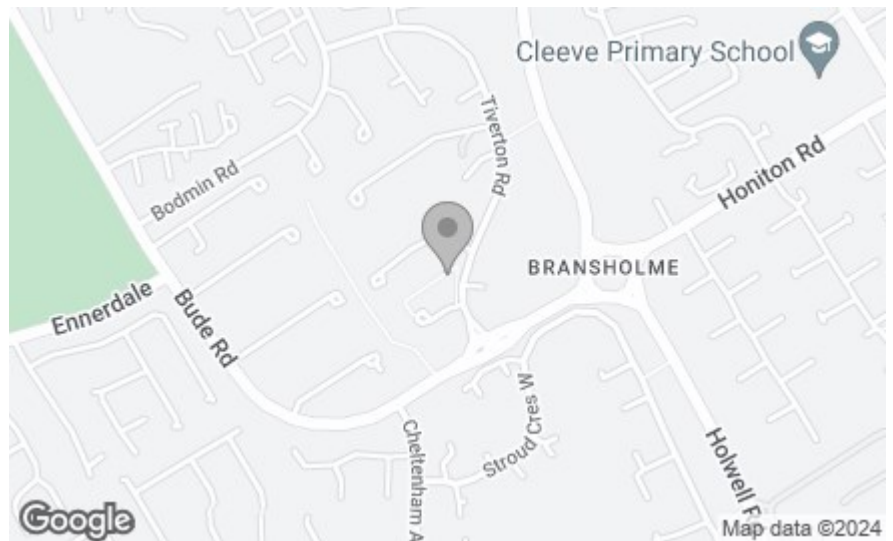 Cleeve Primary School
Tiverton Rd
Honiton Rd
Bodmin Rd
BRANSHOLME
Ennerdale
Bude Rd
Stroud Cres W
Cheltenham A
Holwell R
Google
Map data ©2024